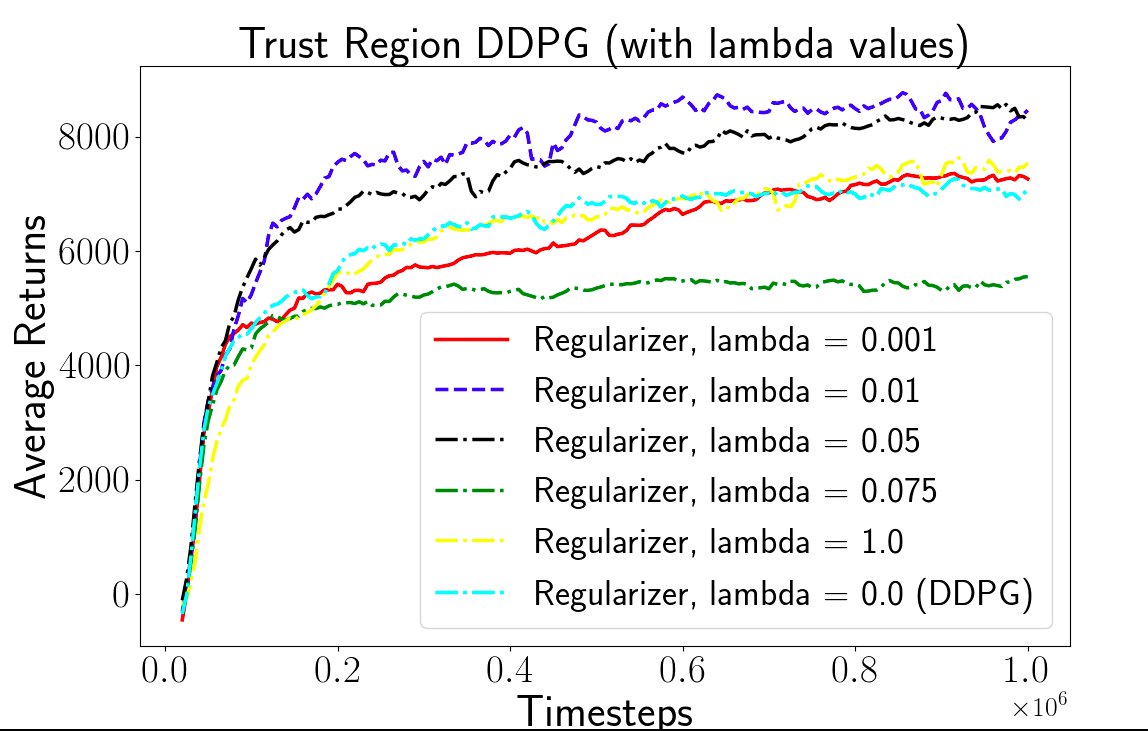 Trust Region DDPG (with lambda values)
Average Returns
8000
6000
4000
2000
0
Regularizer, lambda = 0.001
Regularizer, lambda = 0.01
Regularizer, lambda = 0.05
Regularizer, lambda = 0.075
Regularizer, lambda = 1.0
Regularizer, lambda = 0.0 (DDPG)
0.0 0.2 0.4 0.6 0.8 1.0
×10⁶
Timesteps